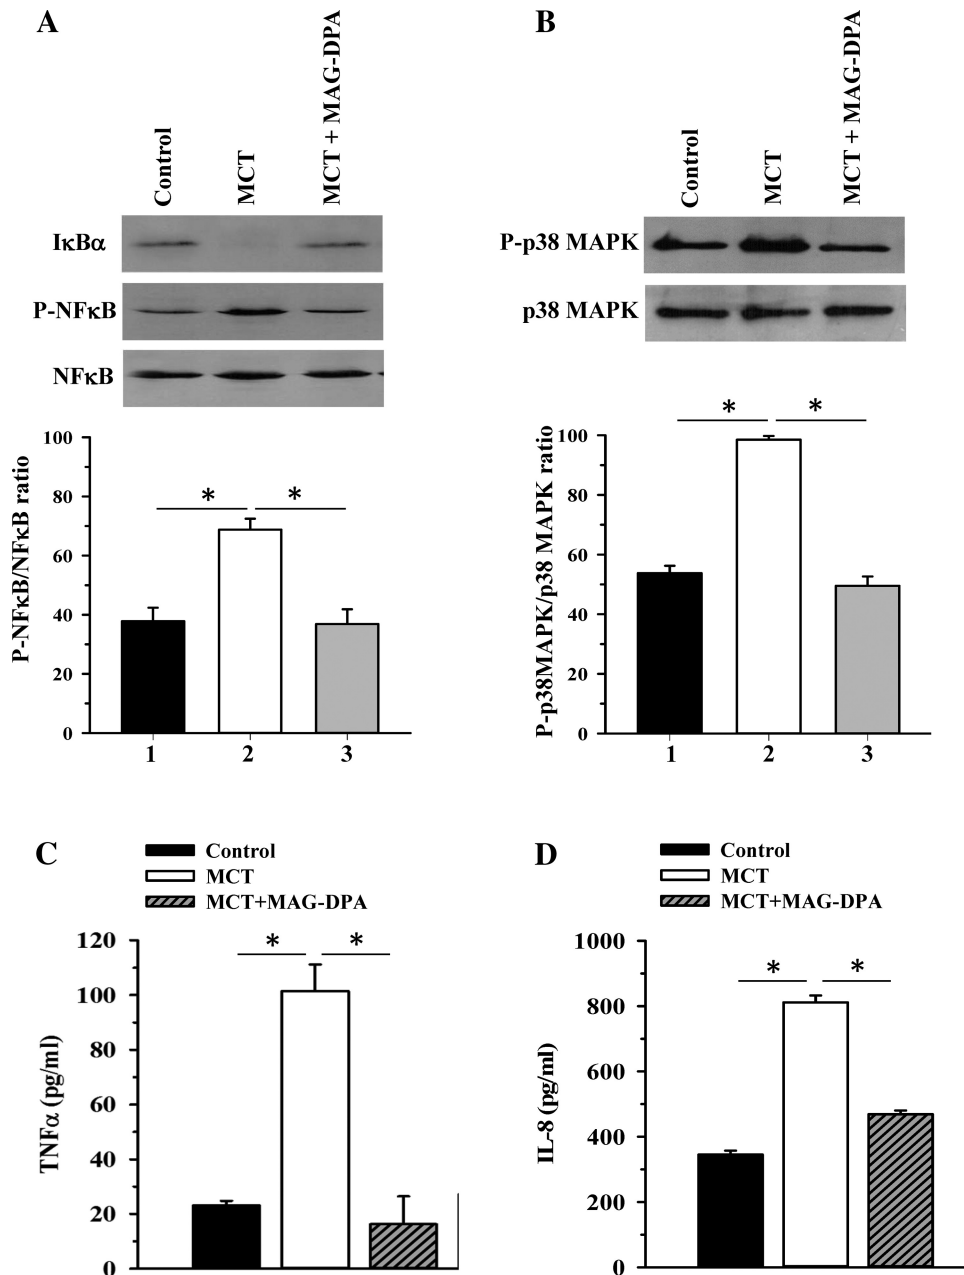 A
Control
MCT
MCT + MAG-DPA
IκBα
P-NFκB
NFκB
P-NFκB/NFκB ratio
100
80
60
40
20
0
* *
1 2 3
B
Control
MCT
MCT + MAG-DPA
P-p38 MAPK
p38 MAPK
P-p38MAPK/p38 MAPK ratio
100
80
60
40
20
0
* *
1 2 3
C
Control
MCT
MCT+MAG-DPA
TNFα (pg/ml)
120
100
80
60
40
20
0
* *
D
Control
MCT
MCT+MAG-DPA
IL-8 (pg/ml)
1000
800
600
400
200
0
* *